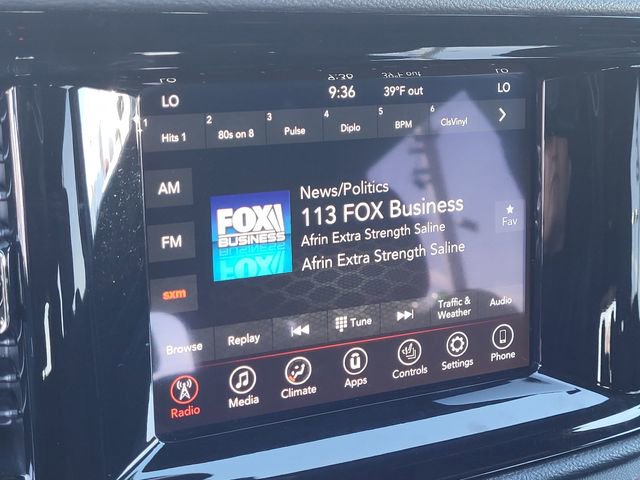 LO 9:36 39°F out LO
1 Hits 1 2 80s on 8 3 Pulse 4 Diplo 5 BPM 6 ClsVinyl
AM
FM
sxm
FOX
BUSINESS
News/Politics
113 FOX Business
Afrin Extra Strength Saline
Afrin Extra Strength Saline
Fav
Browse Replay Tune Traffic & Weather Audio
Radio Media Climate Apps Controls Settings Phone